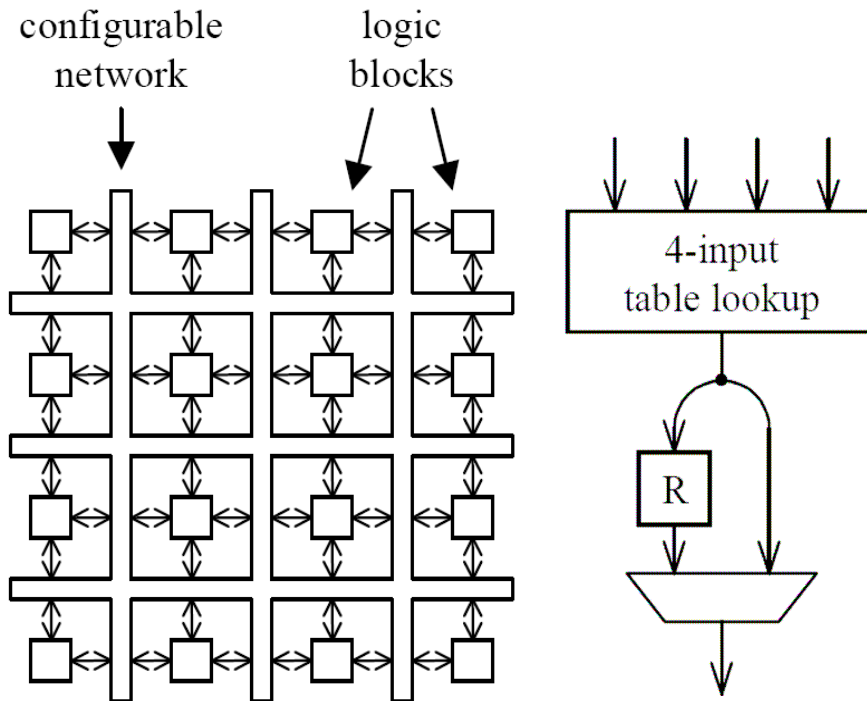 configurable
network
logic
blocks
4-input
table lookup
R